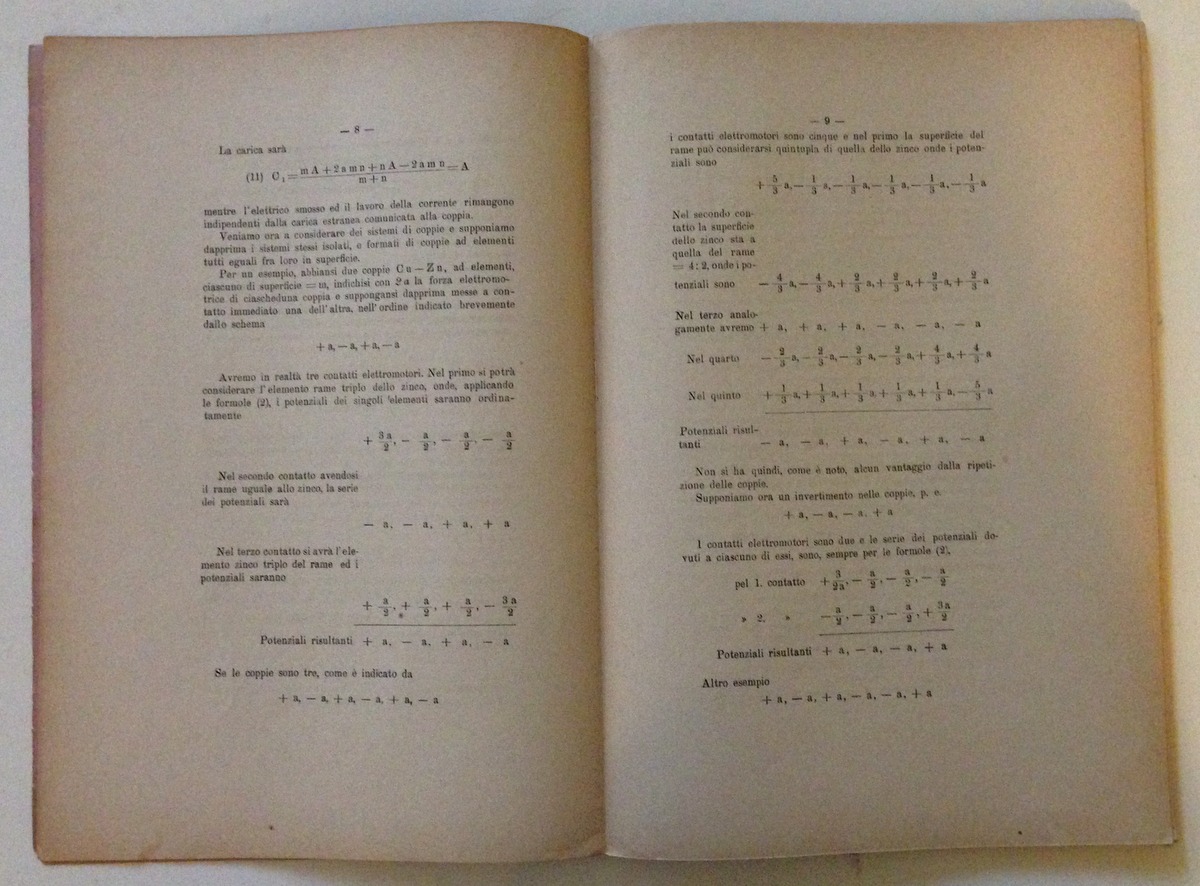 — 8 —
La carica sarà
(11) C₁ = (mA + 2amn + nA — 2amn)/(m + n) = A
mentre l'elettrico smosso ed il lavoro della corrente rimangono
indipendenti dalla carica estranea comunicata alla coppia.
Veniamo ora a considerare dei sistemi di coppie e supponiamo
dapprima i sistemi stessi isolati, e formati di coppie ad elementi
tutti eguali fra loro in superficie.
Per un esempio, abbiansi due coppie Cu — Zn, ad elementi,
ciascuno di superficie = m, indichisi con 2a la forza elettromo-
trice di ciascheduna coppia e suppongansi dapprima messe a con-
tatto immediato una dell'altra, nell'ordine indicato brevemente
dallo schema
+ a, — a, + a, — a
Avremo in realtà tre contatti elettromotori. Nel primo si potrà
considerare l'elemento rame triplo dello zinco, onde, applicando
le formole (2), i potenziali dei singoli elementi saranno ordina-
tamente
+ 3a/2, — a/2, — a/2, — a/2
Nel secondo contatto avendosi
il rame uguale allo zinco, la serie
dei potenziali sarà
— a, — a, + a, + a
Nel terzo contatto si avrà l'ele-
mento zinco triplo del rame ed i
potenziali saranno
+ a/2, + a/2, + a/2, — 3a/2
Potenziali risultanti + a, — a, + a, — a
Se le coppie sono tre, come è indicato da
+ a, — a, + a, — a, + a, — a
— 9 —
i contatti elettromotori sono cinque e nel primo la superficie del
rame può considerarsi quintupla di quella dello zinco onde i poten-
ziali sono
+ 5/3 a, — 1/3 a, — 1/3 a, — 1/3 a, — 1/3 a, — 1/3 a
Nel secondo con-
tatto la superficie
dello zinco sta a
quella del rame
= 4 : 2, onde i po-
tenziali sono — 4/3 a, — 4/3 a, + 2/3 a, + 2/3 a, + 2/3 a, + 2/3 a
Nel terzo analo-
gamente avremo + a, + a, + a, — a, — a, — a
Nel quarto — 2/3 a, — 2/3 a, — 2/3 a, — 2/3 a, + 4/3 a, + 4/3 a
Nel quinto + 1/3 a, + 1/3 a, + 1/3 a, + 1/3 a, + 1/3 a, — 5/3 a
Potenziali risul-
tanti — a, — a, + a, — a, + a, — a
Non si ha quindi, come è noto, alcun vantaggio dalla ripeti-
zione delle coppie.
Supponiamo ora un invertimento nelle coppie, p. e.
+ a, — a, — a, + a
I contatti elettromotori sono due e le serie dei potenziali do-
vuti a ciascuno di essi, sono, sempre per le formole (2),
pel 1. contatto + 3/2a, — a/2, — a/2, — a/2
» 2. » — a/2, — a/2, — a/2, + 3a/2
Potenziali risultanti + a, — a, — a, + a
Altro esempio
+ a, — a, + a, — a, — a, + a